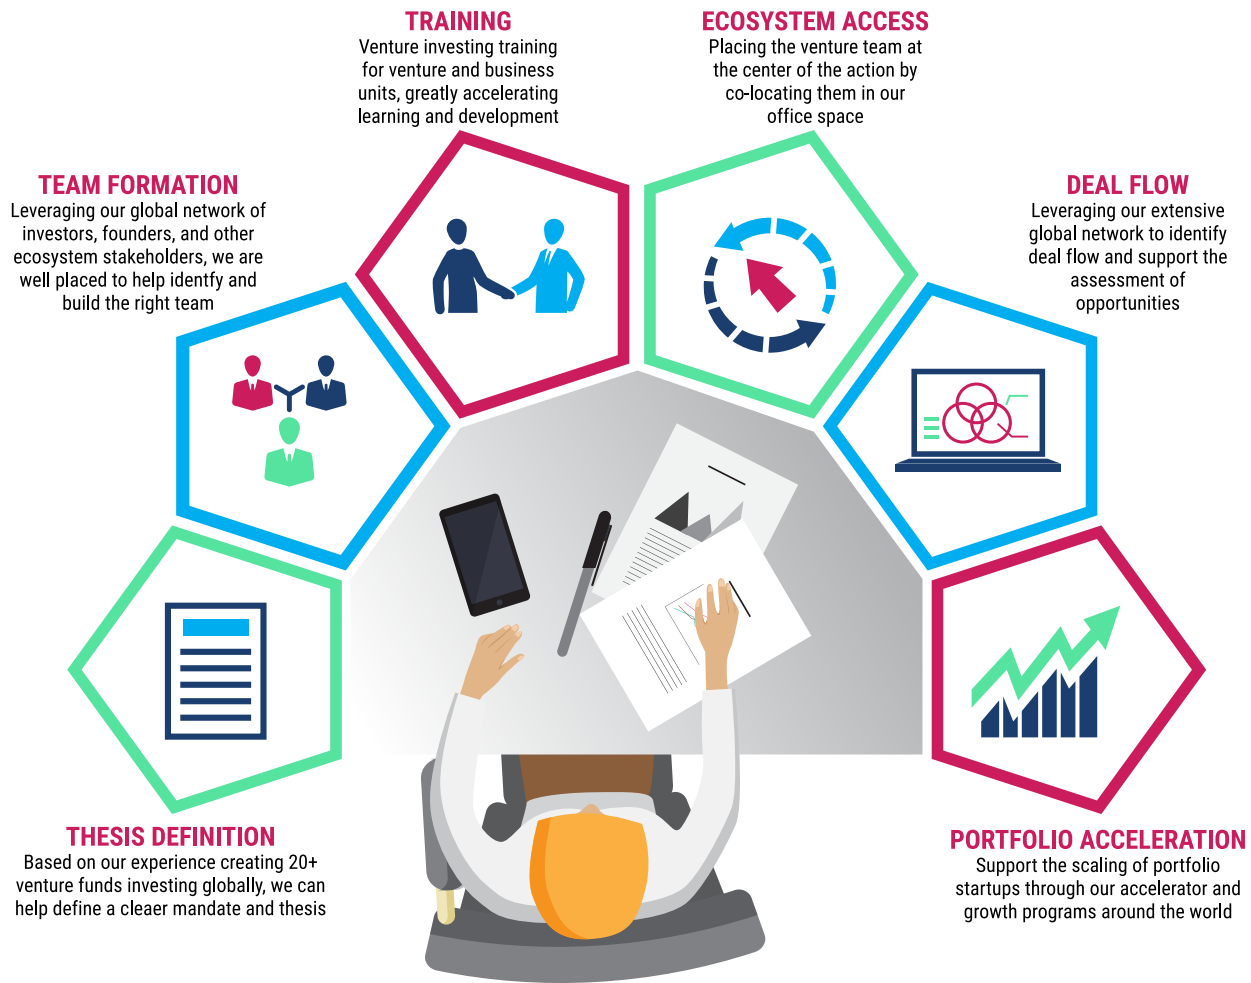 TRAINING
Venture investing training
for venture and business
units, greatly accelerating
learning and development
ECOSYSTEM ACCESS
Placing the venture team at
the center of the action by
co-locating them in our
office space
TEAM FORMATION
Leveraging our global network of
investors, founders, and other
ecosystem stakeholders, we are
well placed to help identfy and
build the right team
DEAL FLOW
Leveraging our extensive
global network to identify
deal flow and support the
assessment of
opportunities
THESIS DEFINITION
Based on our experience creating 20+
venture funds investing globally, we can
help define a cleaer mandate and thesis
PORTFOLIO ACCELERATION
Support the scaling of portfolio
startups through our accelerator and
growth programs around the world